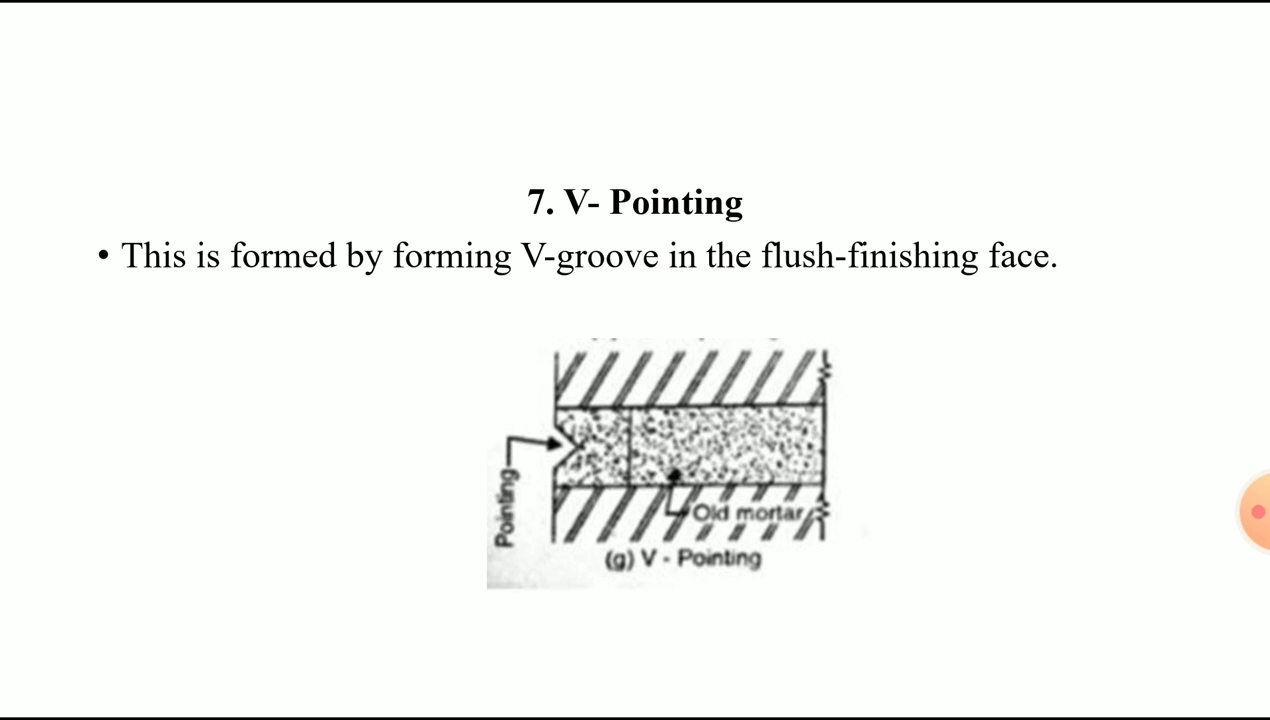 7. V- Pointing
• This is formed by forming V-groove in the flush-finishing face.
Pointing
Old mortar
(g) V - Pointing